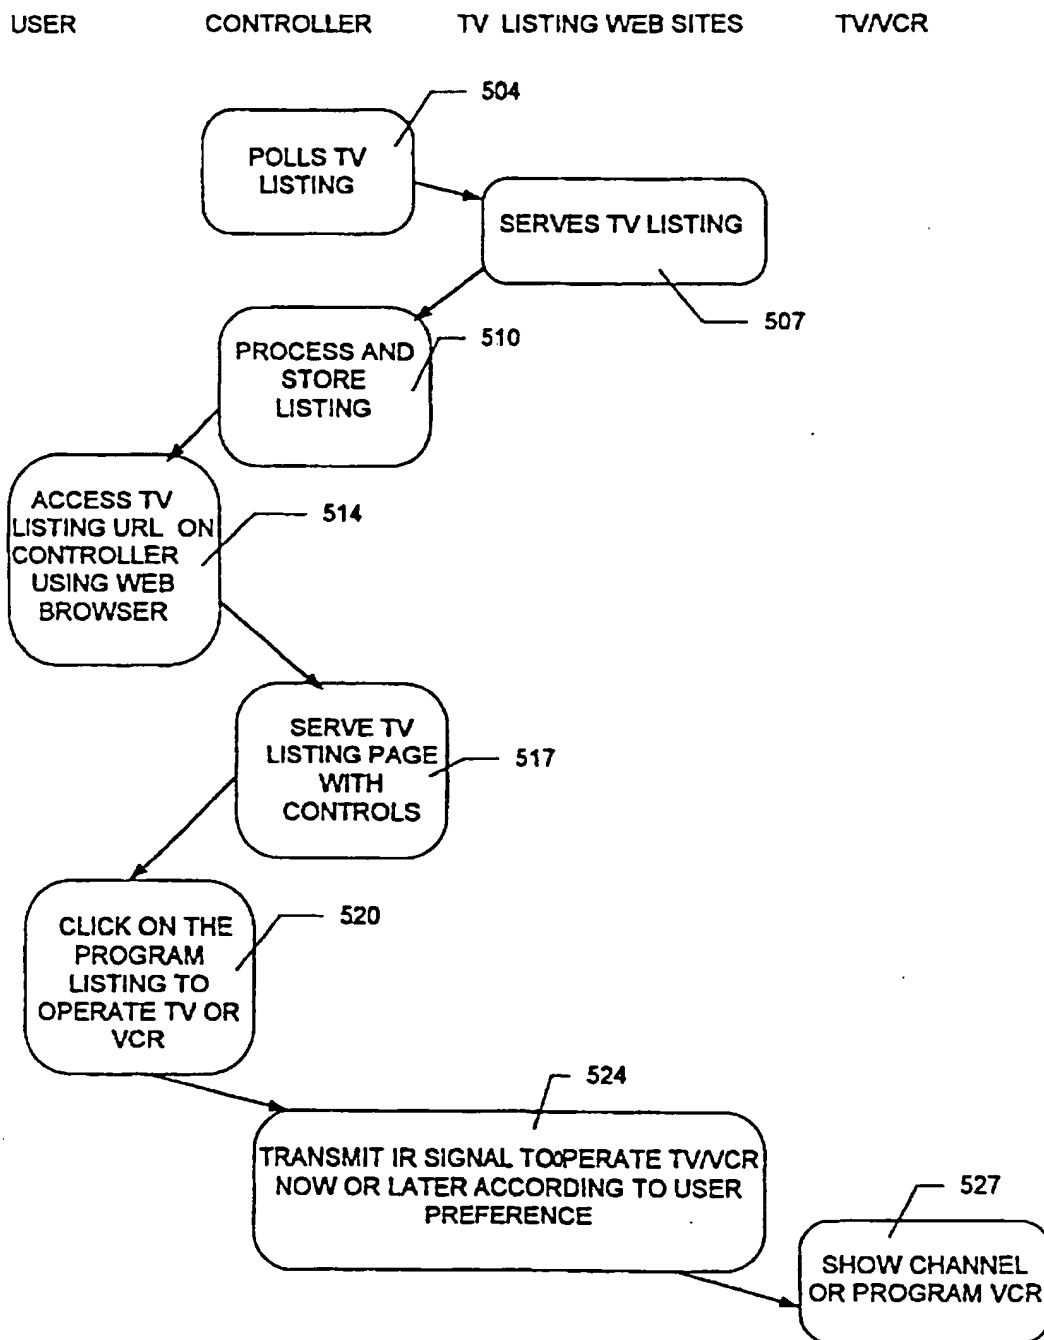 USER CONTROLLER TV LISTING WEB SITES TV/VCR
504
POLLS TV
LISTING
SERVES TV LISTING
507
510
PROCESS AND
STORE
LISTING
ACCESS TV
LISTING URL ON
CONTROLLER
USING WEB
BROWSER
514
SERVE TV
LISTING PAGE
WITH
CONTROLS
517
CLICK ON THE
PROGRAM
LISTING TO
OPERATE TV OR
VCR
520
524
TRANSMIT IR SIGNAL TO OPERATE TV/VCR
NOW OR LATER ACCORDING TO USER
PREFERENCE
527
SHOW CHANNEL
OR PROGRAM VCR